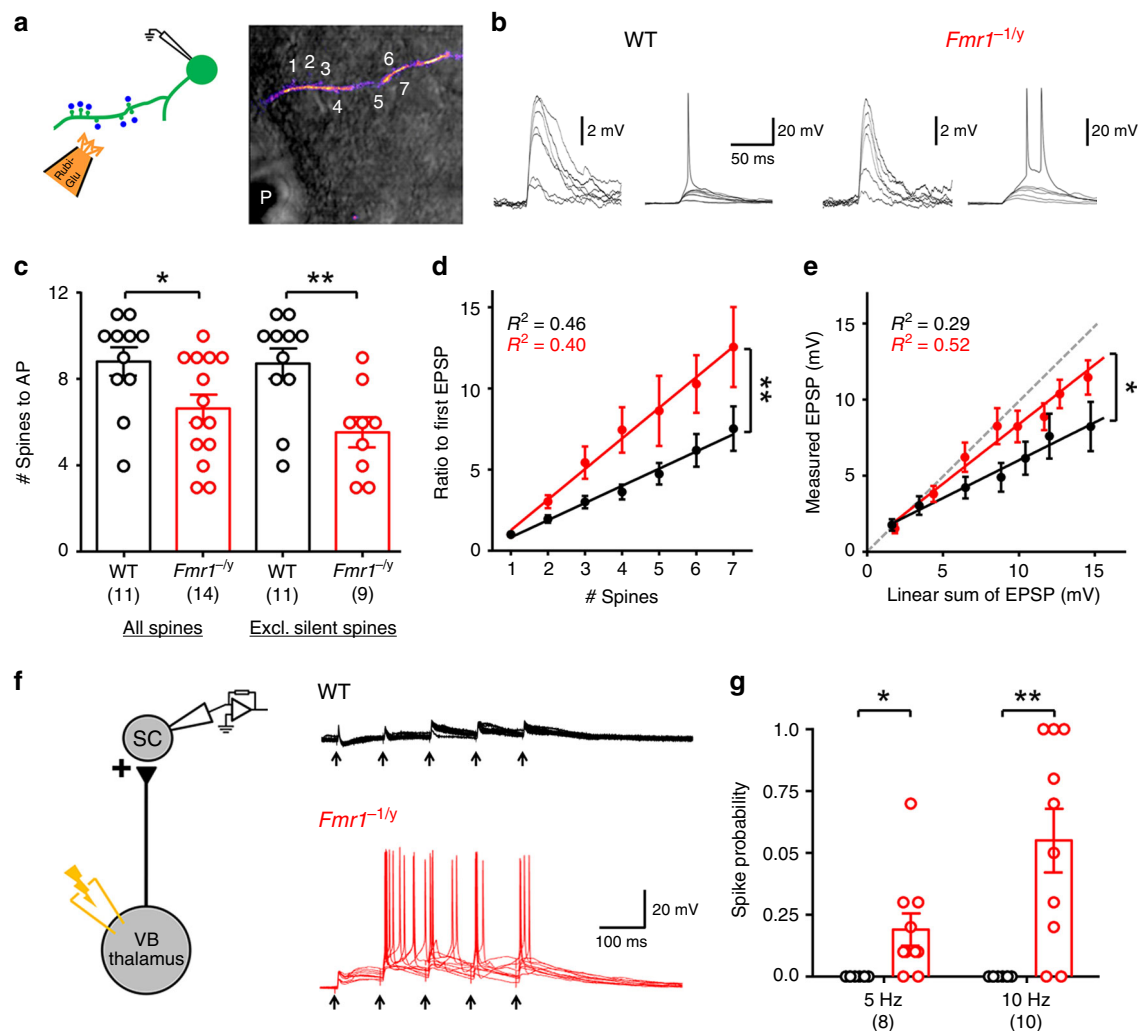 a
Rubi-
Glu
1 2 3 4 5 6 7
P
b
WT
Fmr1–1/y
2 mV
20 mV
50 ms
2 mV
20 mV
c
# Spines to AP
12
8
4
0
*
**
WT
(11)
Fmr1–/y
(14)
WT
(11)
Fmr1–/y
(9)
All spines
Excl. silent spines
d
Ratio to first EPSP
15
10
5
0
R2 = 0.46
R2 = 0.40
**
1 2 3 4 5 6 7
# Spines
e
Measured EPSP (mV)
15
10
5
0
R2 = 0.29
R2 = 0.52
*
0 5 10 15
Linear sum of EPSP (mV)
f
SC
+
VB
thalamus
WT
Fmr1–1/y
20 mV
100 ms
g
Spike probability
1.0
0.75
0.05
0.25
0.0
*
**
5 Hz
(8)
10 Hz
(10)